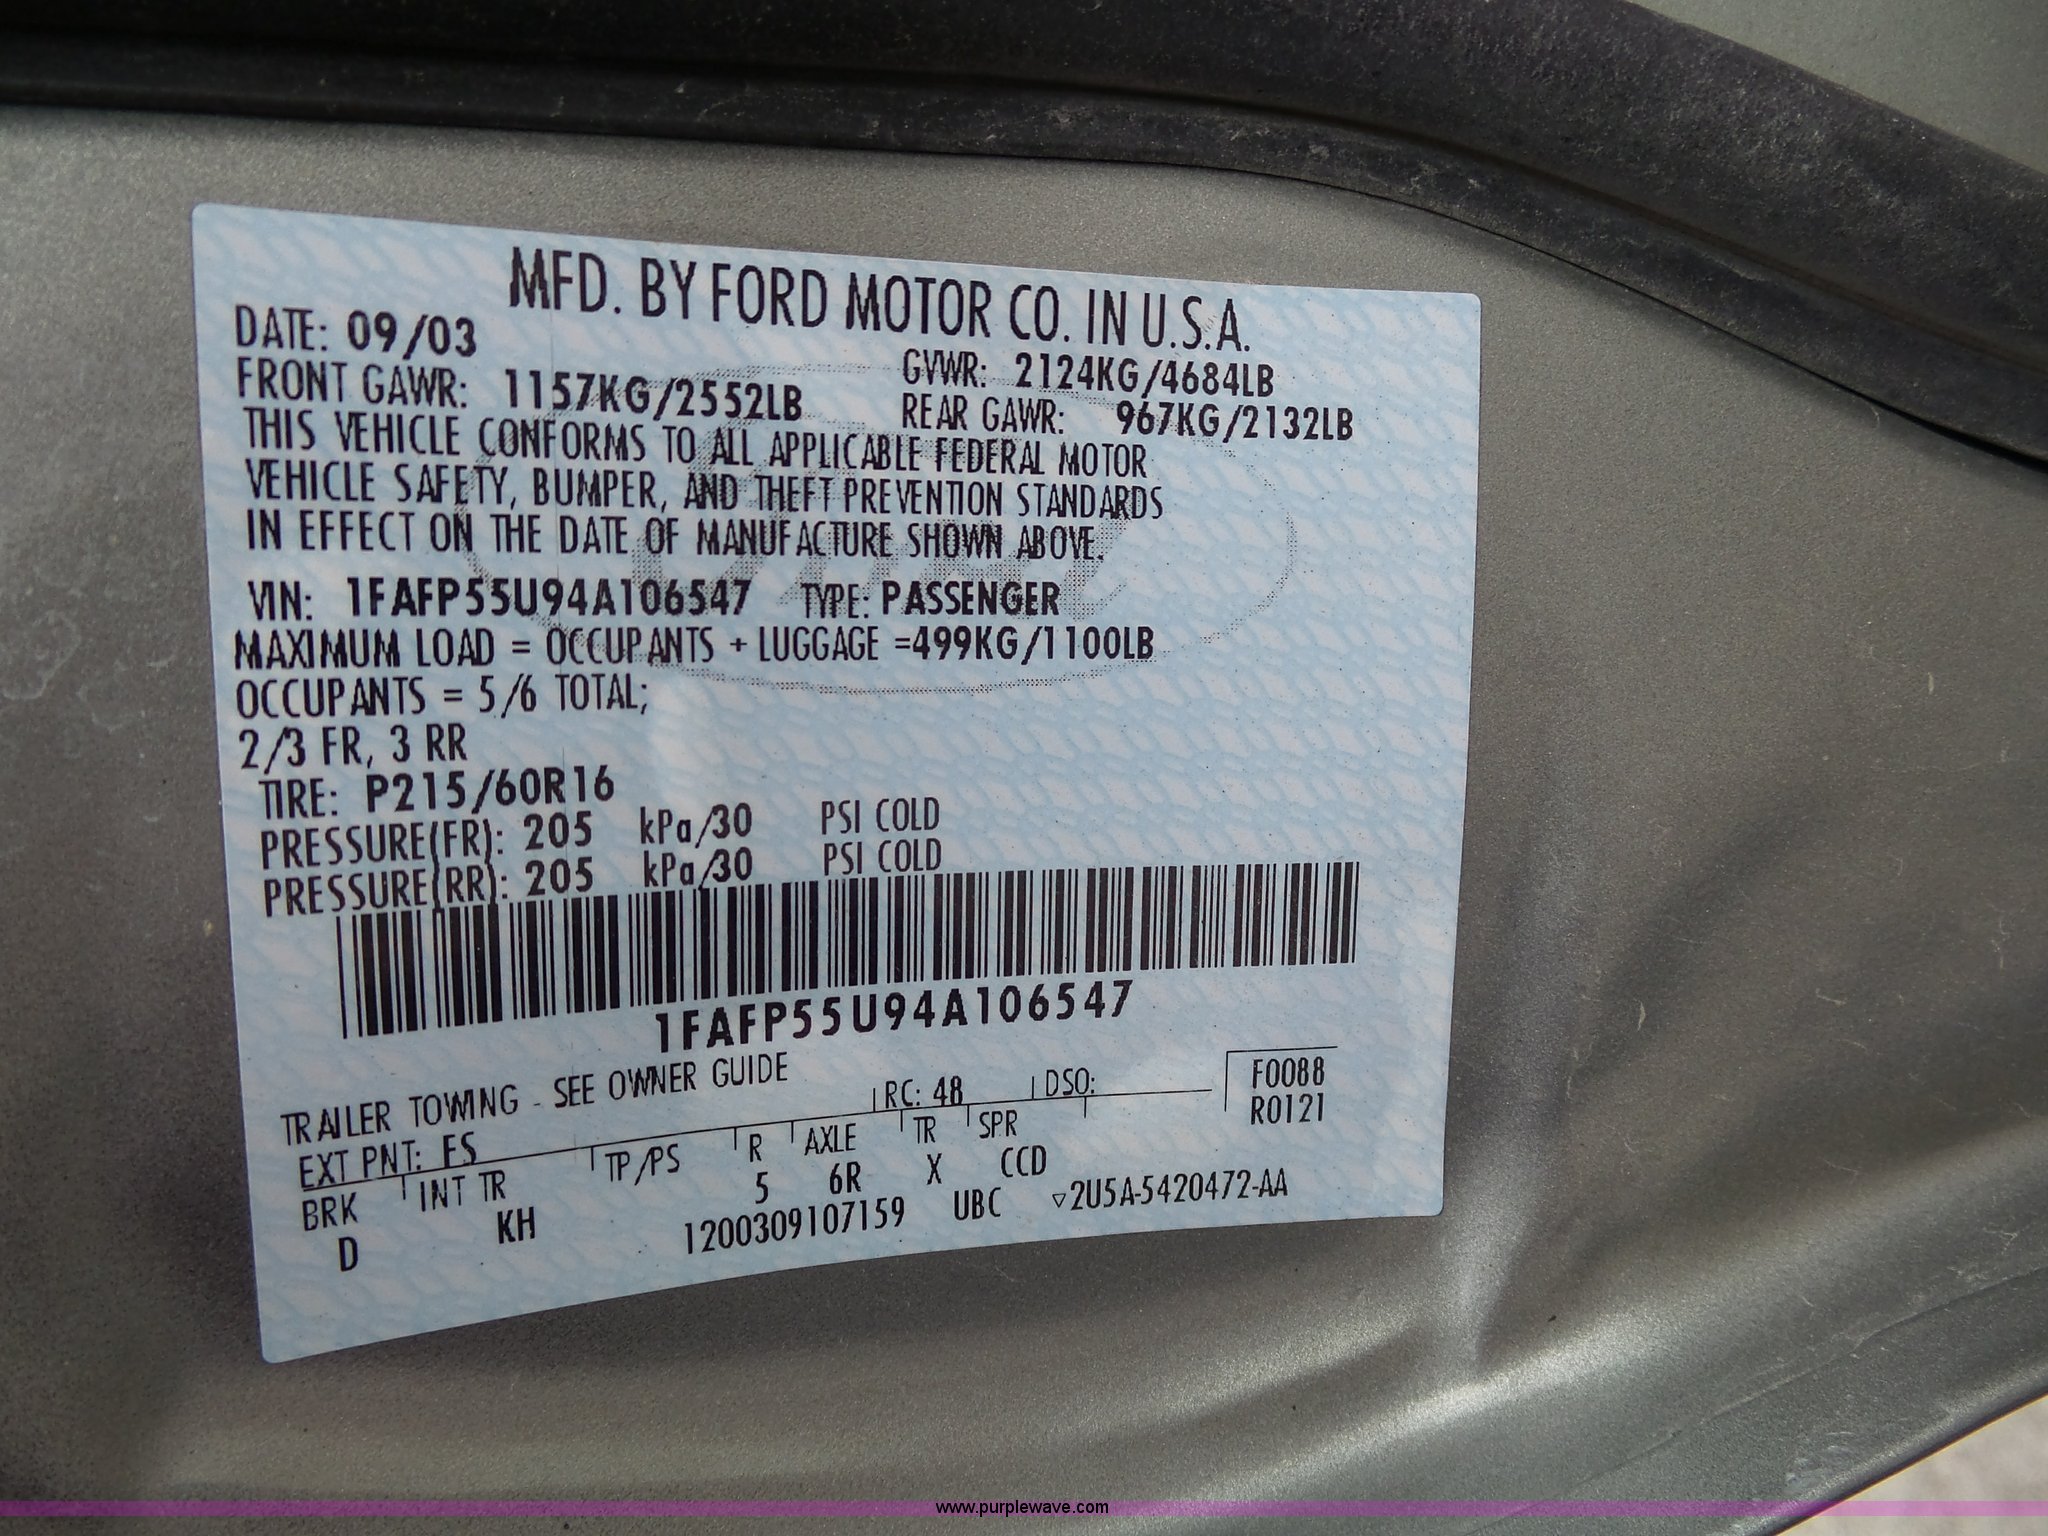 MFD. BY FORD MOTOR CO. IN U.S.A.
DATE: 09/03
GVWR: 2124KG/4684LB
FRONT GAWR: 1157KG/2552LB
REAR GAWR: 967KG/2132LB
THIS VEHICLE CONFORMS TO ALL APPLICABLE FEDERAL MOTOR
VEHICLE SAFETY, BUMPER, AND THEFT PREVENTION STANDARDS
IN EFFECT ON THE DATE OF MANUFACTURE SHOWN ABOVE.
VIN: 1FAFP55U94A106547 TYPE: PASSENGER
MAXIMUM LOAD = OCCUPANTS + LUGGAGE =499KG/1100LB
OCCUPANTS = 5/6 TOTAL;
2/3 FR, 3 RR
TIRE: P215/60R16
PRESSURE(FR): 205 kPa/30 PSI COLD
PRESSURE(RR): 205 kPa/30 PSI COLD
1FAFP55U94A106547
TRAILER TOWING - SEE OWNER GUIDE
F0088
R0121
EXT PNT: FS RC: 48 DSO:
BRK INT TR TP/PS R AXLE TR SPR
D KH 5 6R X CCD
1200309107159 UBC ▽2U5A-5420472-AA
www.purplewave.com